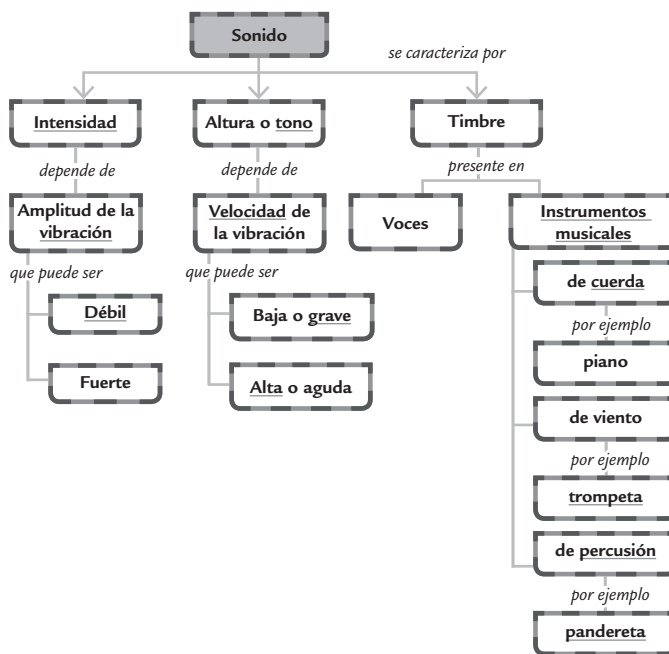 Sonido
se caracteriza por
Intensidad
Altura o tono
Timbre
depende de
depende de
presente en
Amplitud de la
vibración
Velocidad de
la vibración
Voces
Instrumentos
musicales
que puede ser
que puede ser
Débil
Fuerte
Baja o grave
Alta o aguda
de cuerda
por ejemplo
piano
de viento
por ejemplo
trompeta
de percusión
por ejemplo
pandereta